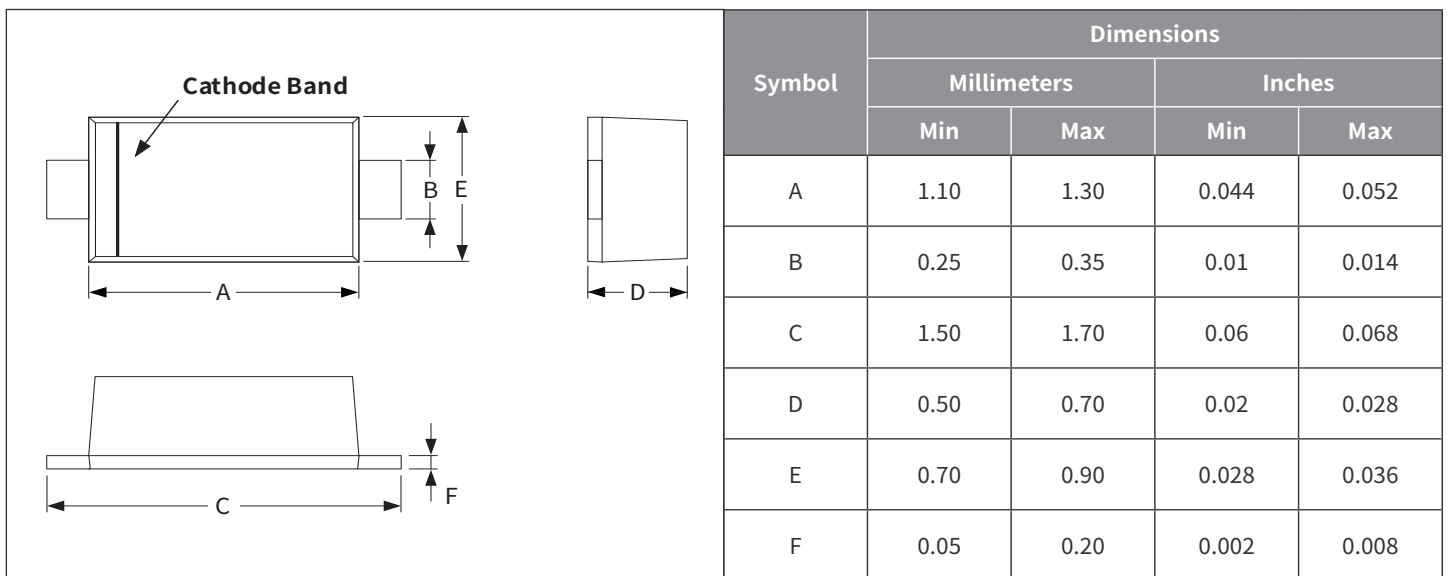 Cathode Band
B
E
A
D
C
F
Symbol
Dimensions
Millimeters
Inches
Min
Max
Min
Max
A 1.10 1.30 0.044 0.052
B 0.25 0.35 0.01 0.014
C 1.50 1.70 0.06 0.068
D 0.50 0.70 0.02 0.028
E 0.70 0.90 0.028 0.036
F 0.05 0.20 0.002 0.008